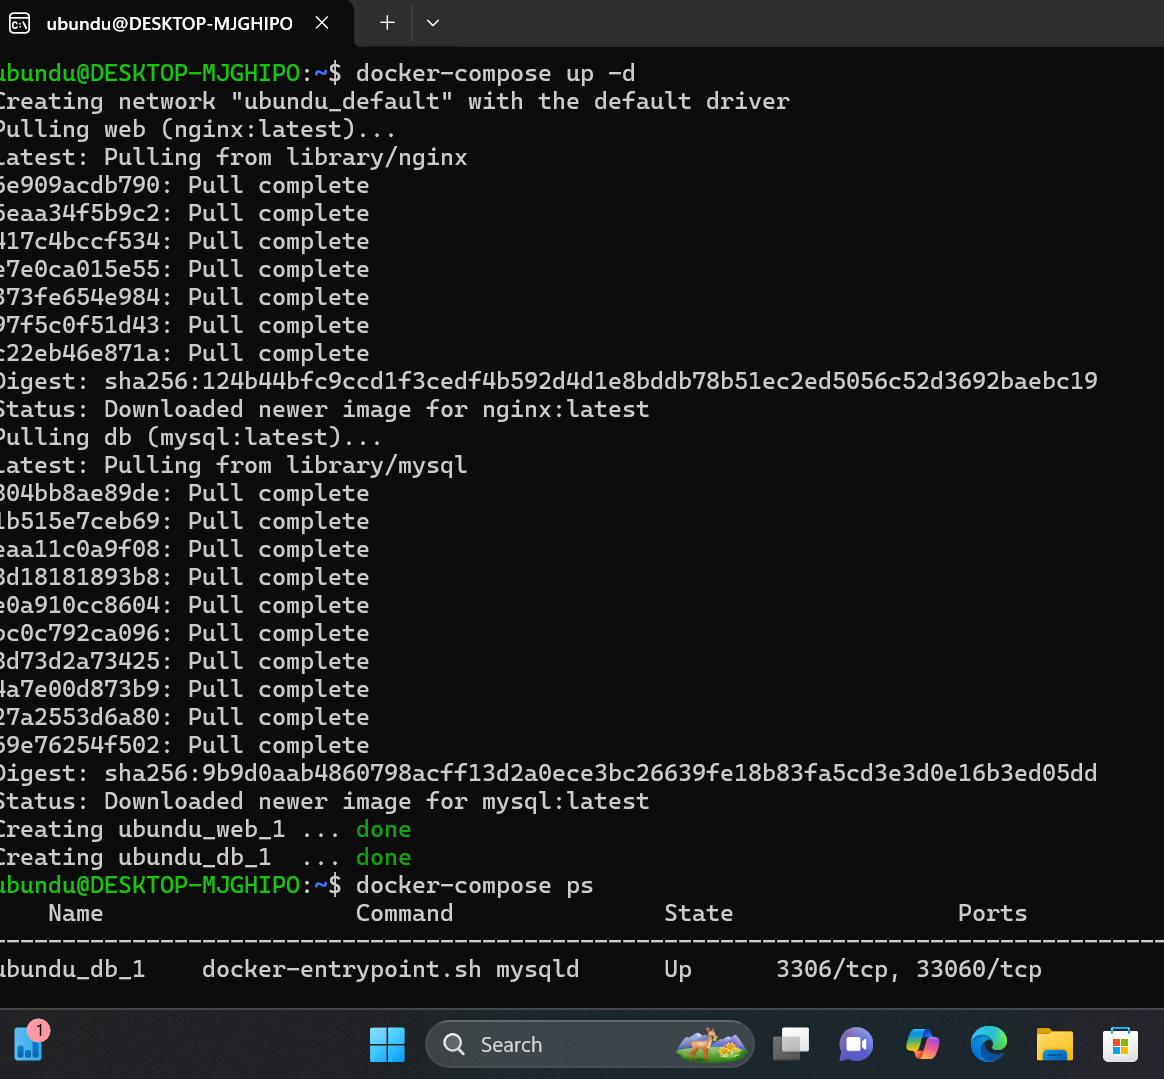 ubundu@DESKTOP-MJGHIPO
ubundu@DESKTOP-MJGHIPO:~$ docker-compose up -d
Creating network "ubundu_default" with the default driver
Pulling web (nginx:latest)...
latest: Pulling from library/nginx
5e909acdb790: Pull complete
5eaa34f5b9c2: Pull complete
417c4bccf534: Pull complete
e7e0ca015e55: Pull complete
373fe654e984: Pull complete
97f5c0f51d43: Pull complete
c22eb46e871a: Pull complete
Digest: sha256:124b44bfc9ccd1f3cedf4b592d4d1e8bddb78b51ec2ed5056c52d3692baebc19
Status: Downloaded newer image for nginx:latest
Pulling db (mysql:latest)...
latest: Pulling from library/mysql
804bb8ae89de: Pull complete
1b515e7ceb69: Pull complete
eaa11c0a9f08: Pull complete
8d18181893b8: Pull complete
e0a910cc8604: Pull complete
bc0c792ca096: Pull complete
8d73d2a73425: Pull complete
4a7e00d873b9: Pull complete
27a2553d6a80: Pull complete
69e76254f502: Pull complete
Digest: sha256:9b9d0aab4860798acff13d2a0ece3bc26639fe18b83fa5cd3e3d0e16b3ed05dd
Status: Downloaded newer image for mysql:latest
Creating ubundu_web_1 ... done
Creating ubundu_db_1  ... done
ubundu@DESKTOP-MJGHIPO:~$ docker-compose ps
Name Command State Ports
--------------------------------------------------------------------------------
ubundu_db_1 docker-entrypoint.sh mysqld Up 3306/tcp, 33060/tcp
1
Search